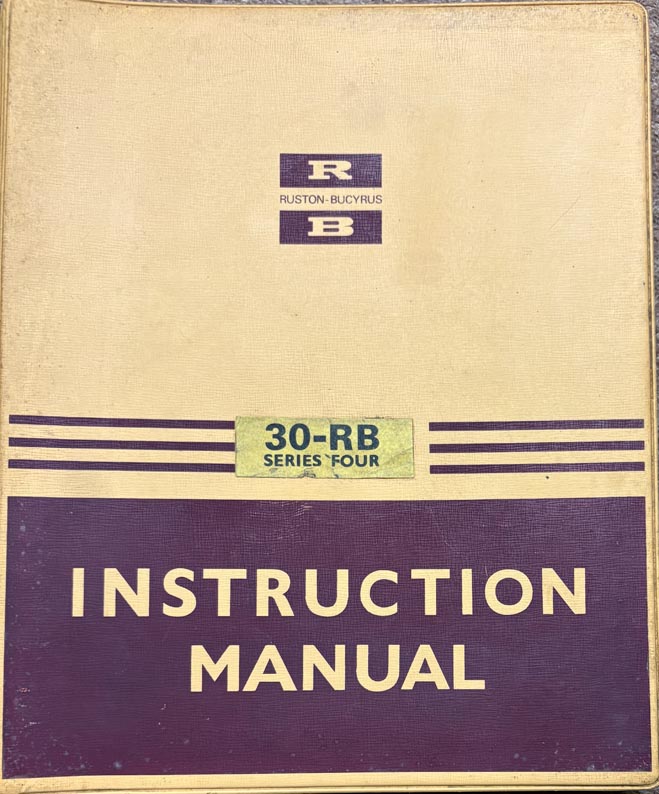 R
RUSTON-BUCYRUS
B
30-RB
SERIES FOUR
INSTRUCTION
MANUAL